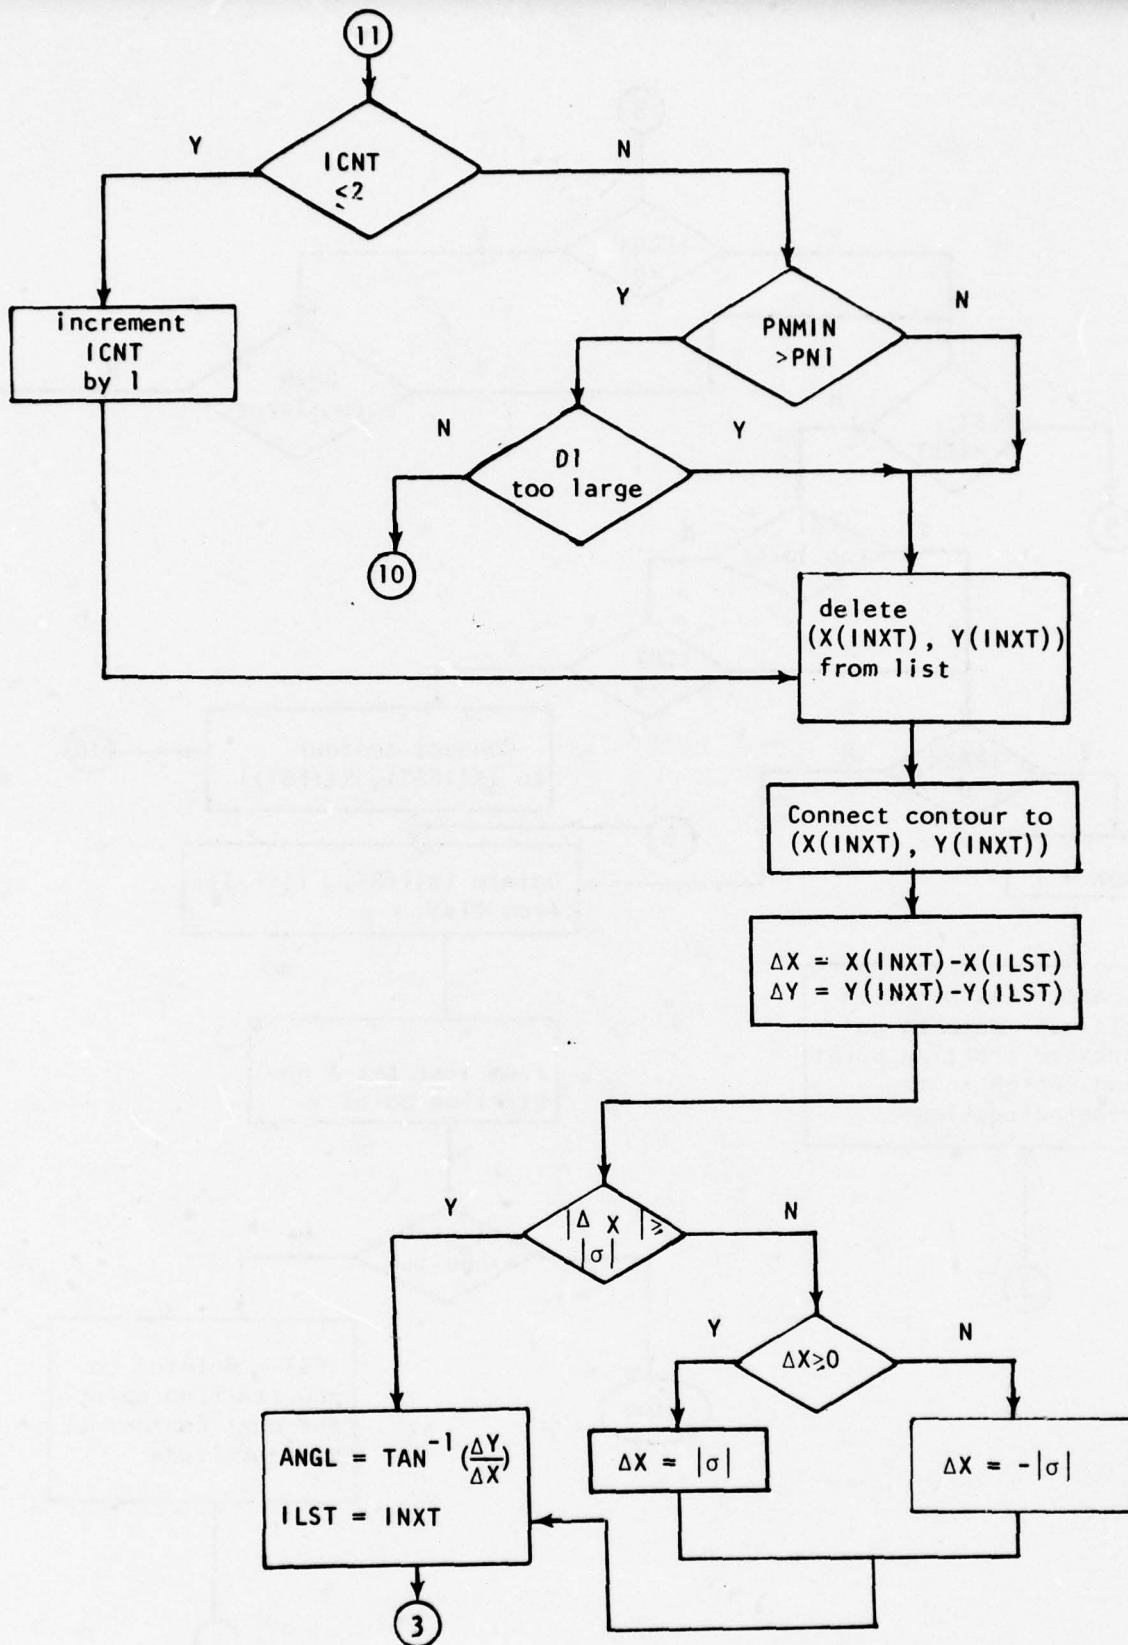 11
Y
ICNT
≤2
N
increment
ICNT
by 1
Y
PNMIN
>PN1
N
N
D1
too large
Y
10
delete
(X(INXT), Y(INXT))
from list
Connect contour to
(X(INXT), Y(INXT))
ΔX = X(INXT)-X(ILST)
ΔY = Y(INXT)-Y(ILST)
Y
|Δ X |≥
|σ|
N
Y
ΔX≥0
N
ANGL = TAN⁻¹(ΔY/ΔX)
ILST = INXT
ΔX = |σ|
ΔX = -|σ|
3